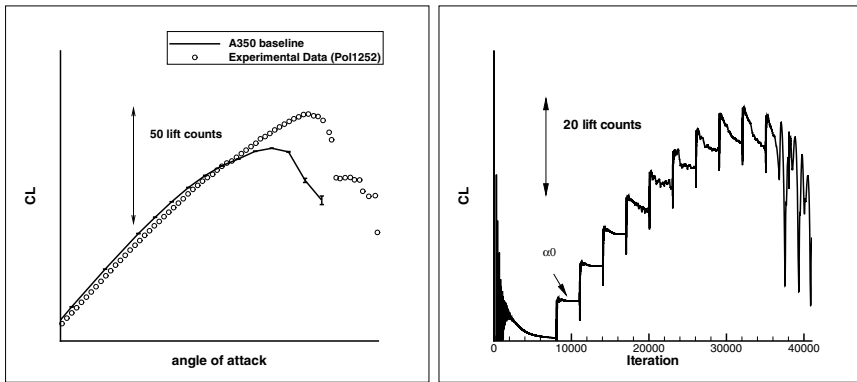 A350 baseline
Experimental Data (Pol1252)
50 lift counts
CL
angle of attack
20 lift counts
CL
α0
0
10000
20000
30000
40000
Iteration